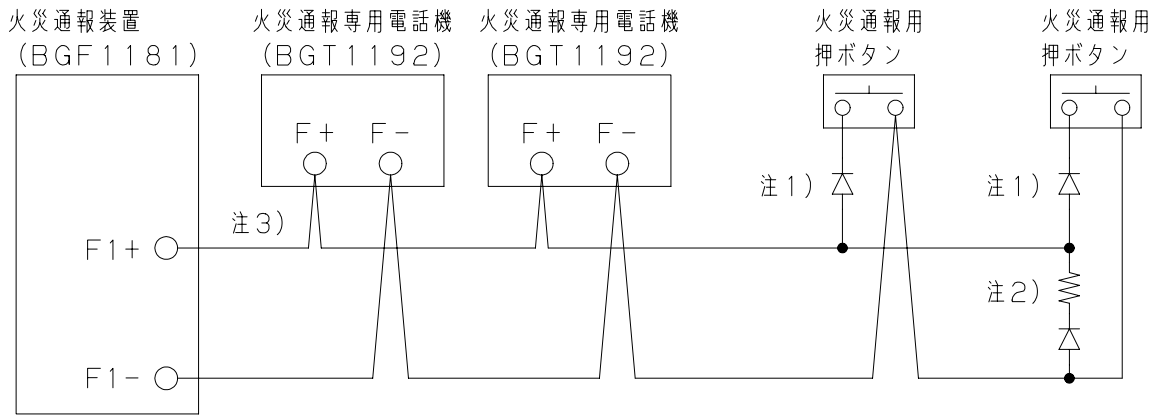 火災通報装置
(BGF1181)
火災通報専用電話機
(BGT1192)
火災通報専用電話機
(BGT1192)
火災通報用
押ボタン
火災通報用
押ボタン
F+
F-
F+
F-
注1)
注1)
注3)
F1+
注2)
F1-